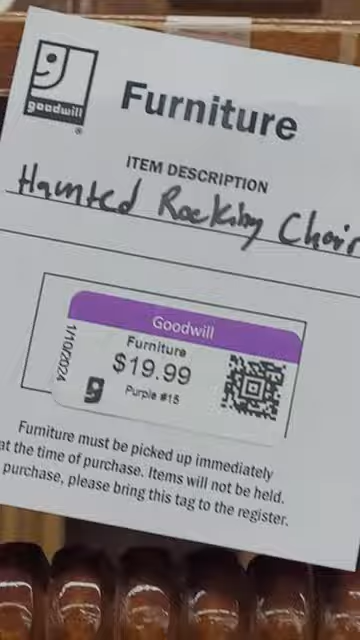 goodwill
®
Furniture
ITEM DESCRIPTION
Haunted Rocking Chair
Goodwill
1/10/2024
Furniture
$19.99
Purple #15
g
Furniture must be picked up immediately
at the time of purchase. Items will not be held.
purchase, please bring this tag to the register.